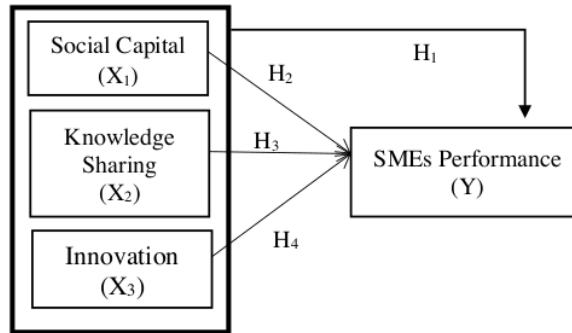 Social Capital
(X₁)
H₁
H₂
Knowledge
Sharing
(X₂)
H₃
SMEs Performance
(Y)
H₄
Innovation
(X₃)